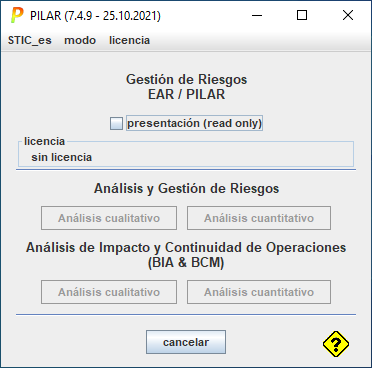 PILAR (7.4.9 - 25.10.2021)
STIC_es modo licencia
Gestión de Riesgos
EAR / PILAR
presentación (read only)
licencia
sin licencia
Análisis y Gestión de Riesgos
Análisis cualitativo Análisis cuantitativo
Análisis de Impacto y Continuidad de Operaciones
(BIA & BCM)
Análisis cualitativo Análisis cuantitativo
cancelar
?